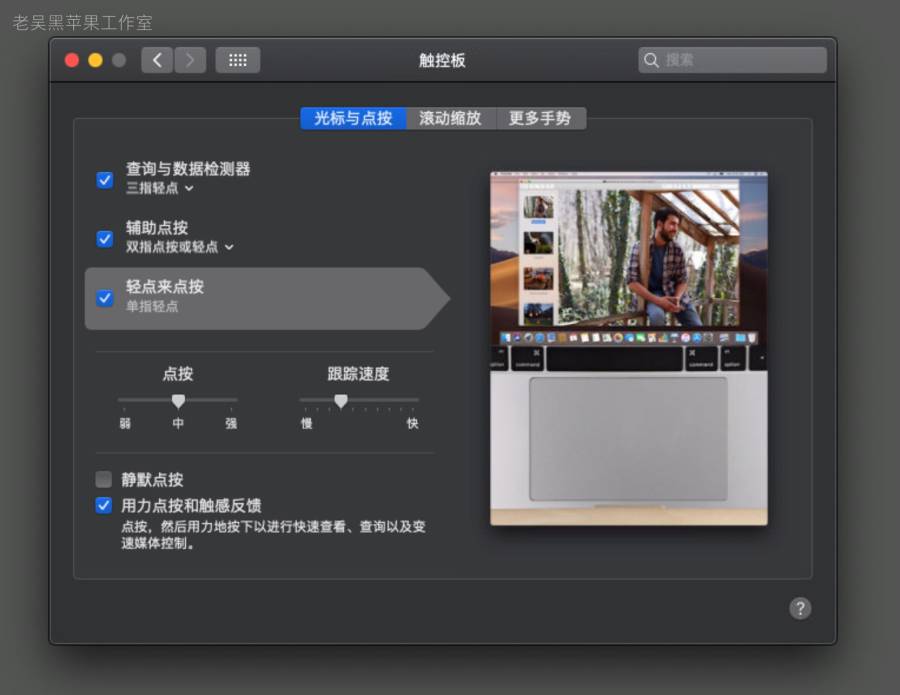 老吴黑苹果工作室
触控板
搜索
光标与点按 滚动缩放 更多手势
查询与数据检测器
三指轻点
辅助点按
双指点按或轻点
轻点来点按
单指轻点
点按 跟踪速度
弱 中 强 慢 快
静默点按
用力点按和触感反馈
点按，然后用力地按下以进行快速查看、查询以及变
速媒体控制。
command command option
?